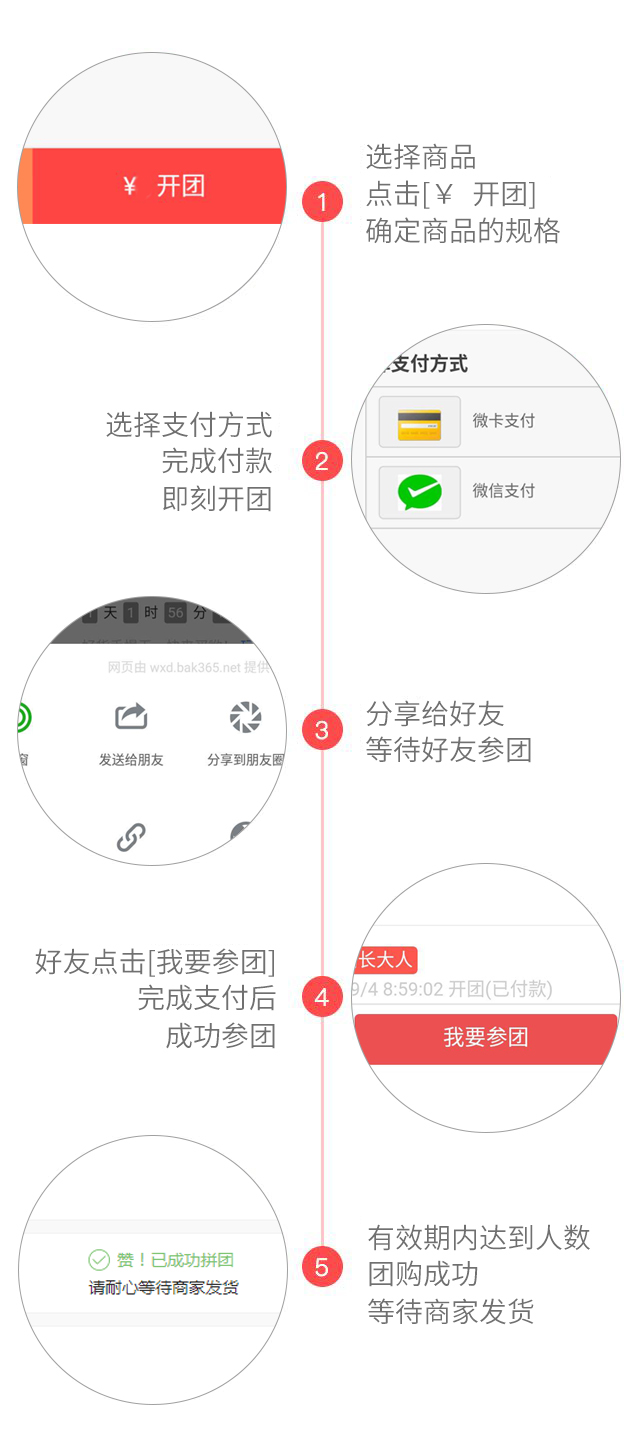 ¥ 开团
1
选择商品
点击[¥ 开团]
确定商品的规格
选择支付方式
完成付款
即刻开团
2
支付方式
微卡支付
微信支付
天 1 时 56 分
网页由 wxd.bak365.net 提供
发送给朋友
分享到朋友圈
3
分享给好友
等待好友参团
好友点击[我要参团]
完成支付后
成功参团
4
长大人
9/4 8:59:02 开团(已付款)
我要参团
赞！已成功拼团
请耐心等待商家发货
5
有效期内达到人数
团购成功
等待商家发货